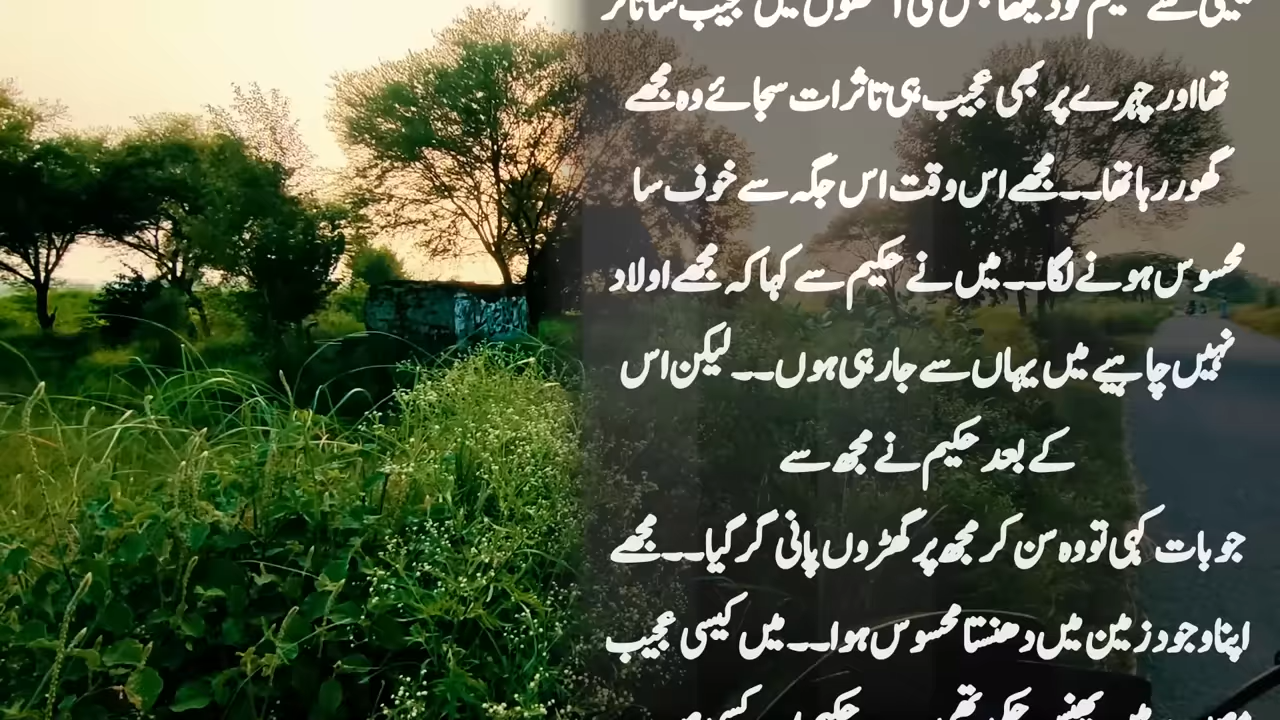 تھا اور چہرے پر بھی عجیب ہی تاثرات سجائے وہ مجھے
گھور رہا تھا۔۔ مجھے اس وقت اس جگہ سے خوف سا
محسوس ہونے لگا۔۔ میں نے حکیم سے کہا کہ مجھے اولاد
نہیں چاہیے میں یہاں سے جا رہی ہوں۔۔ لیکن اس
کے بعد حکیم نے مجھ سے
جو بات کہی تو وہ سن کر مجھ پر گھڑوں پانی گر گیا۔۔ مجھے
اپنا وجود زمین میں دھنستا محسوس ہوا۔۔ میں کیسی عجیب